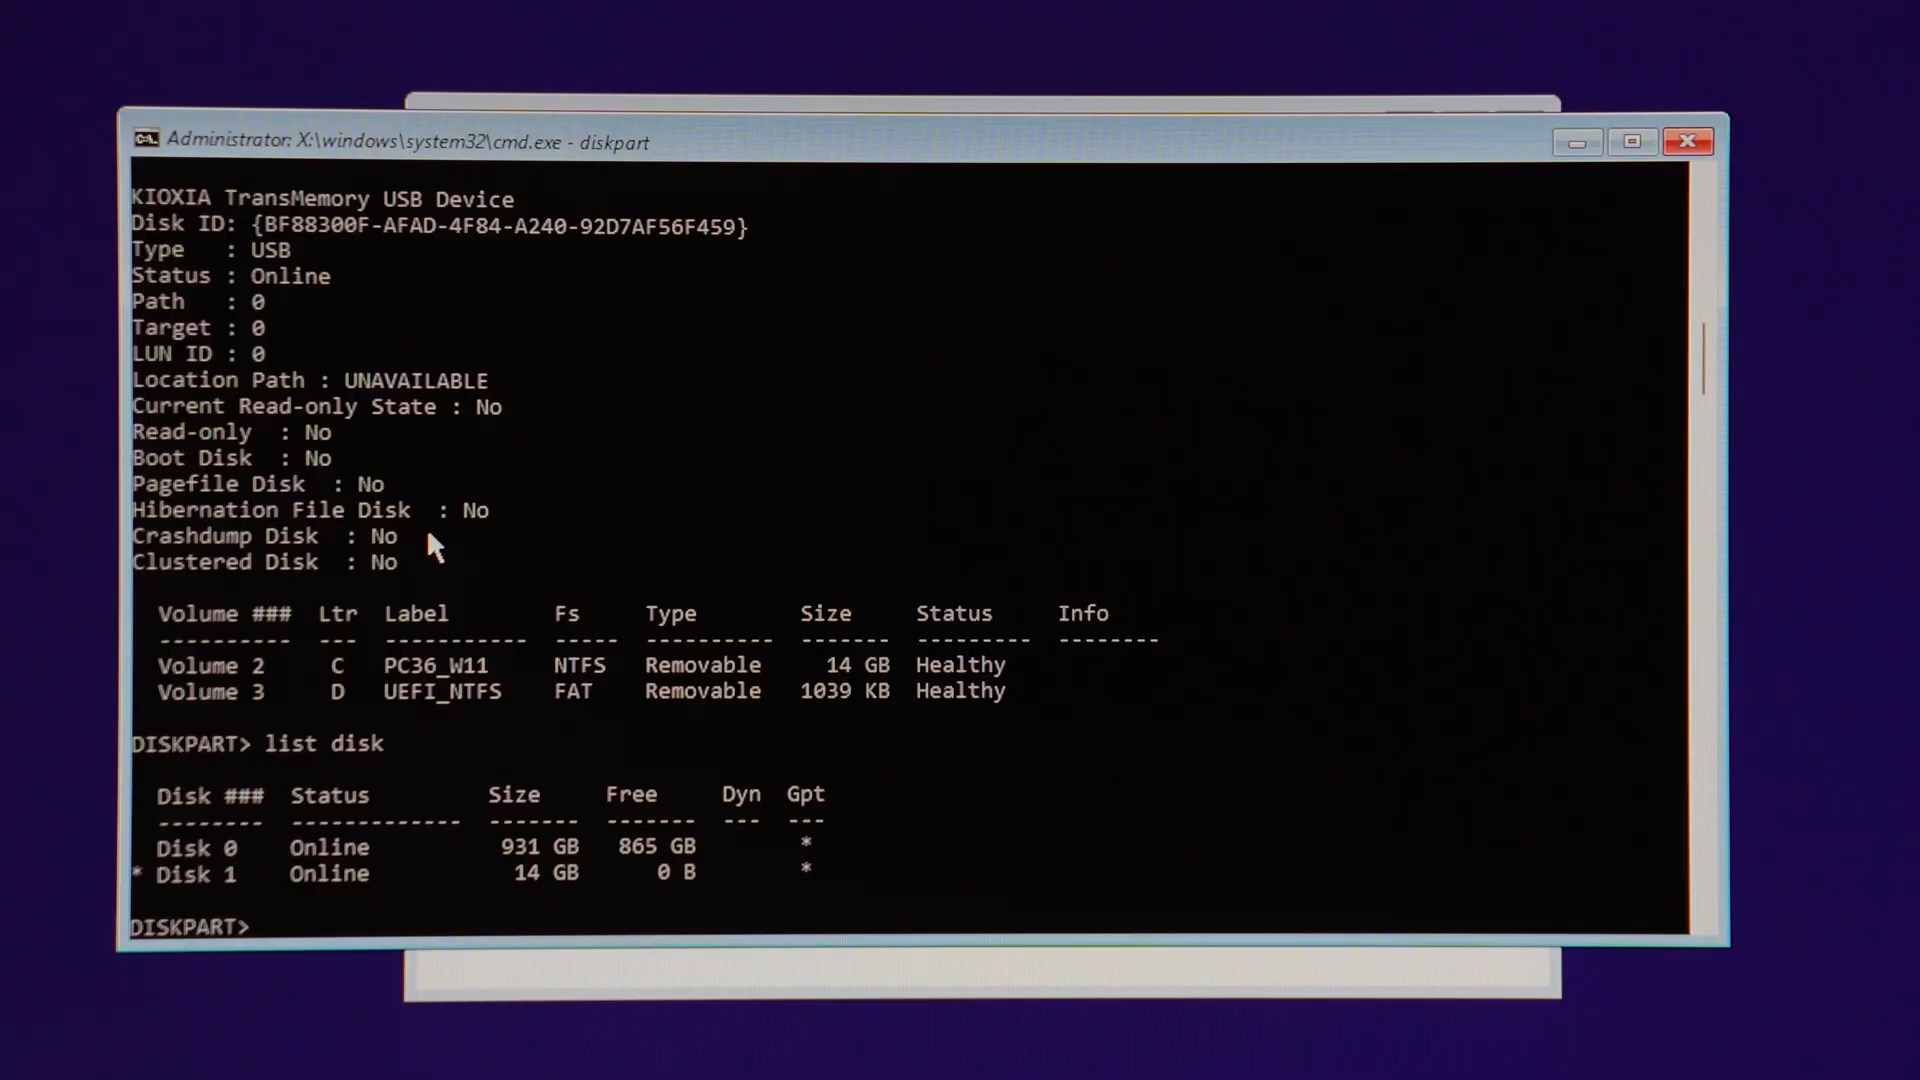 Administrator: X:\windows\system32\cmd.exe - diskpart
KIOXIA TransMemory USB Device
Disk ID: {BF88300F-AFAD-4F84-A240-92D7AF56F459}
Type   : USB
Status : Online
Path   : 0
Target : 0
LUN ID : 0
Location Path : UNAVAILABLE
Current Read-only State : No
Read-only  : No
Boot Disk  : No
Pagefile Disk  : No
Hibernation File Disk  : No
Crashdump Disk  : No
Clustered Disk  : No
  Volume ###  Ltr  Label        Fs     Type        Size     Status     Info
  ----------  ---  -----------  -----  ----------  -------  ---------  --------
  Volume 2     C   PC36_W11     NTFS   Removable     14 GB  Healthy
  Volume 3     D   UEFI_NTFS    FAT    Removable   1039 KB  Healthy
DISKPART> list disk
  Disk ###  Status         Size     Free     Dyn  Gpt
  --------  -------------  -------  -------  ---  ---
  Disk 0    Online          931 GB   865 GB        *
* Disk 1    Online           14 GB      0 B        *
DISKPART>